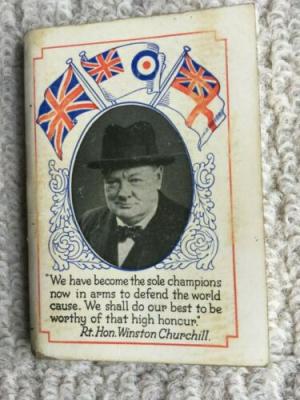 "We have become the sole champions
now in arms to defend the world
cause. We shall do our best to be
worthy of that high honour."
Rt. Hon. Winston Churchill.